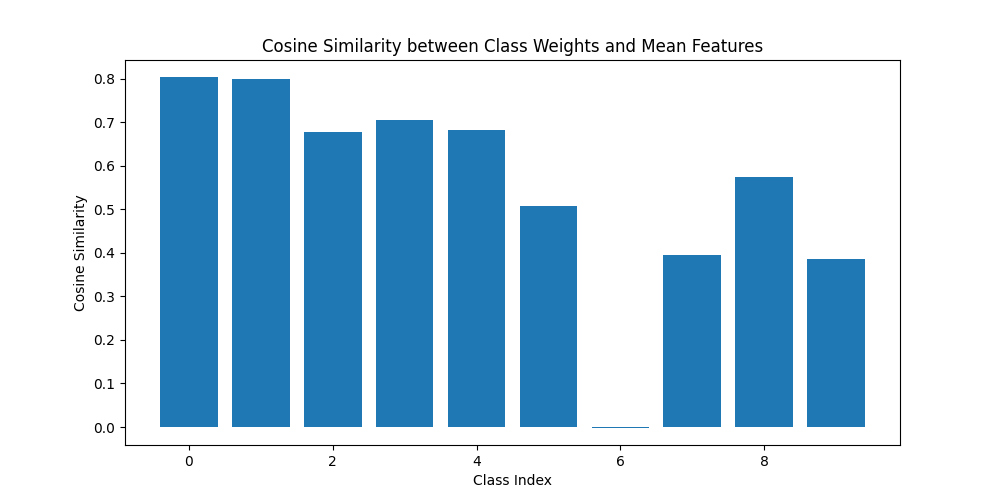 Cosine Similarity between Class Weights and Mean Features
Cosine Similarity
0.8
0.7
0.6
0.5
0.4
0.3
0.2
0.1
0.0
0 2 4 6 8
Class Index